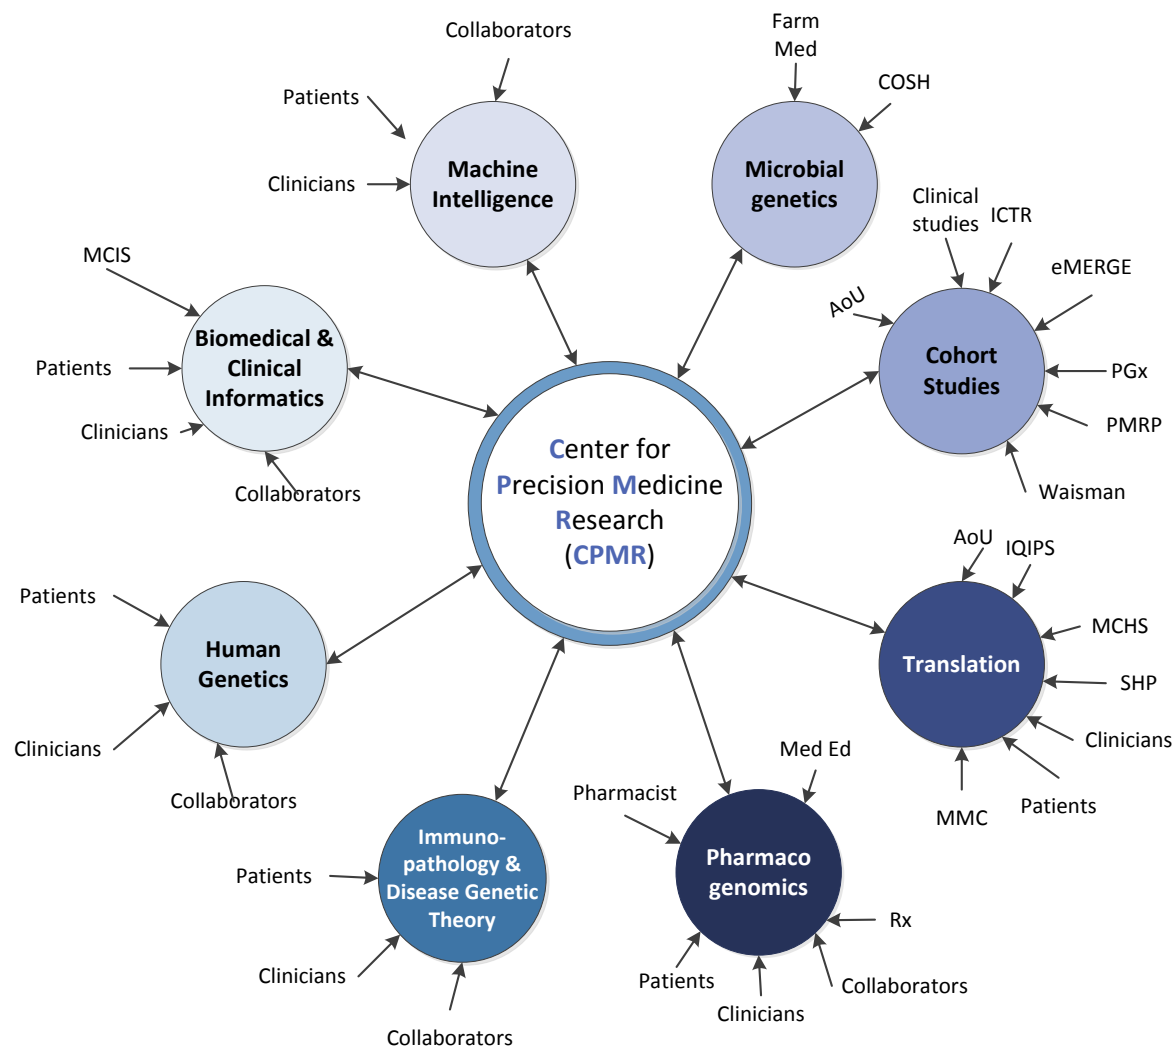 Collaborators
Patients
Clinicians
Machine
Intelligence
Farm
Med
COSH
Microbial
genetics
Clinical
studies
ICTR
eMERGE
AoU
PGx
PMRP
Waisman
Cohort
Studies
MCIS
Patients
Clinicians
Collaborators
Biomedical &
Clinical
Informatics
Center for
Precision Medicine
Research
(CPMR)
AoU
IQIPS
MCHS
SHP
Clinicians
Patients
MMC
Translation
Patients
Clinicians
Collaborators
Human
Genetics
Immuno-
pathology &
Disease Genetic
Theory
Patients
Clinicians
Collaborators
Med Ed
Pharmacist
Pharmaco
genomics
Rx
Collaborators
Patients
Clinicians